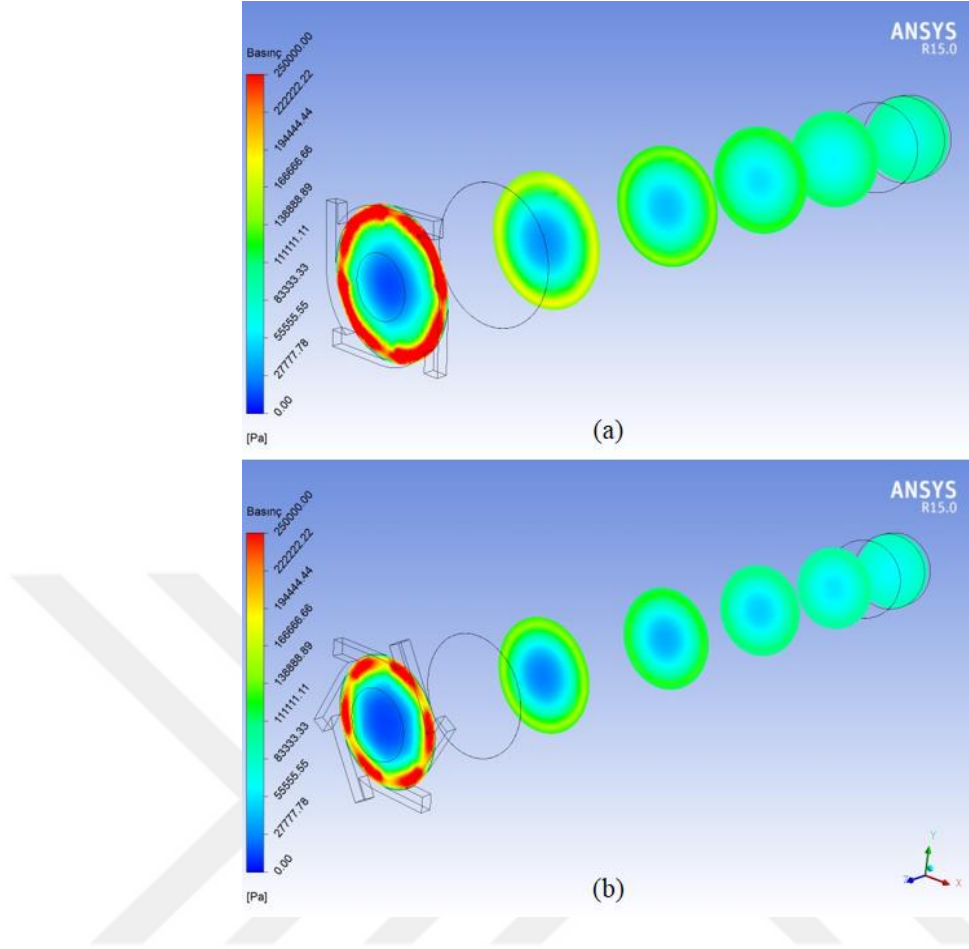 ANSYS
R15.0
Basınç
250000.00
222222.22
194444.44
166666.66
138888.89
111111.11
83333.33
55555.55
27777.78
0.00
[Pa]
(a)
ANSYS
R15.0
Basınç
250000.00
222222.22
194444.44
166666.66
138888.89
111111.11
83333.33
55555.55
27777.78
0.00
[Pa]
Y
Z
X
(b)